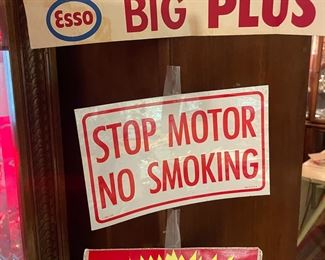 Esso BIG PLUS
STOP MOTOR
NO SMOKING